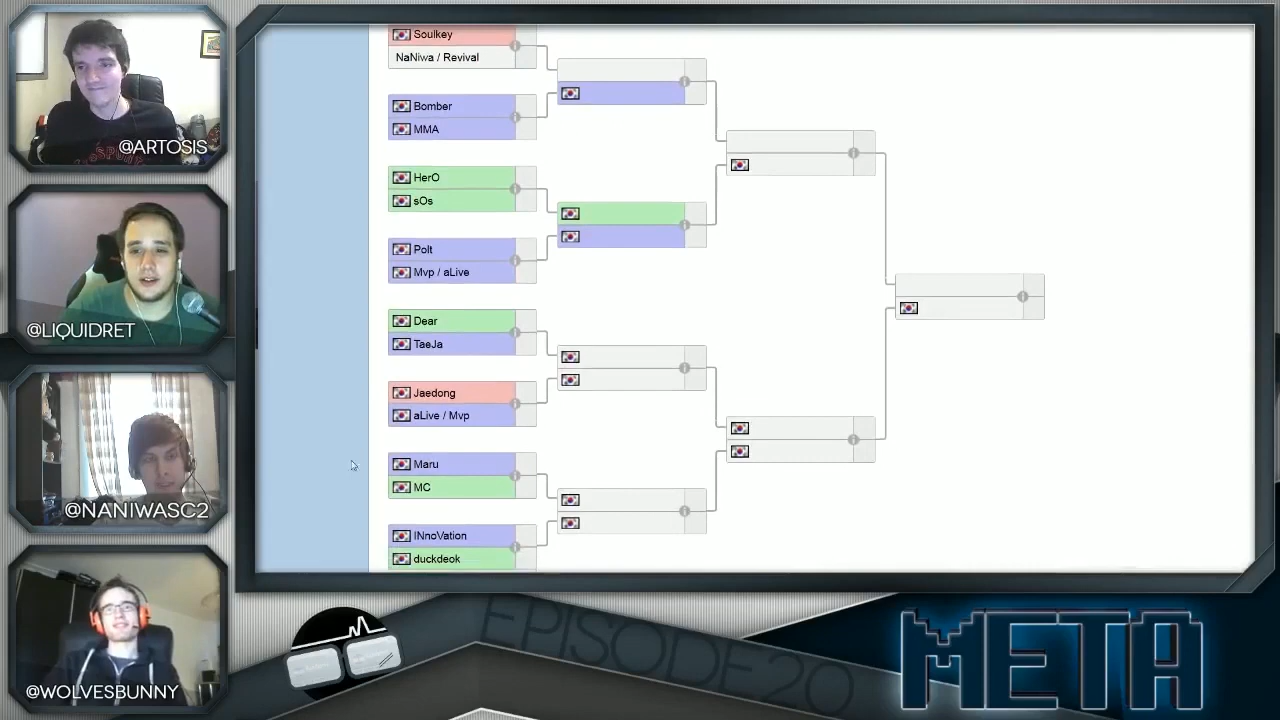 @ARTOSIS
@LIQUIDRET
@NANIWASC2
@WOLVESBUNNY
Soulkey
NaNiwa / Revival
Bomber
MMA
HerO
sOs
Polt
Mvp / aLive
Dear
TaeJa
Jaedong
aLive / Mvp
Maru
MC
INnoVation
duckdeok
EPISODE 20
META